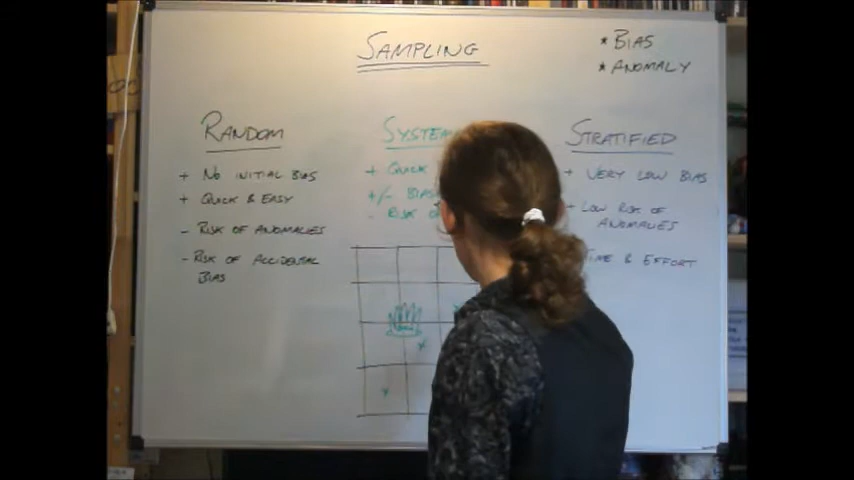 SAMPLING
* BIAS
* ANOMALY
RANDOM
+ NO INITIAL BIAS
+ QUICK & EASY
- RISK OF ANOMALIES
- RISK OF ACCIDENTAL
BIAS
+ QUICK
+/- BIAS
- RISK
STRATIFIED
+ VERY LOW BIAS
- LOW RISK OF
ANOMALIES
TIME & EFFORT